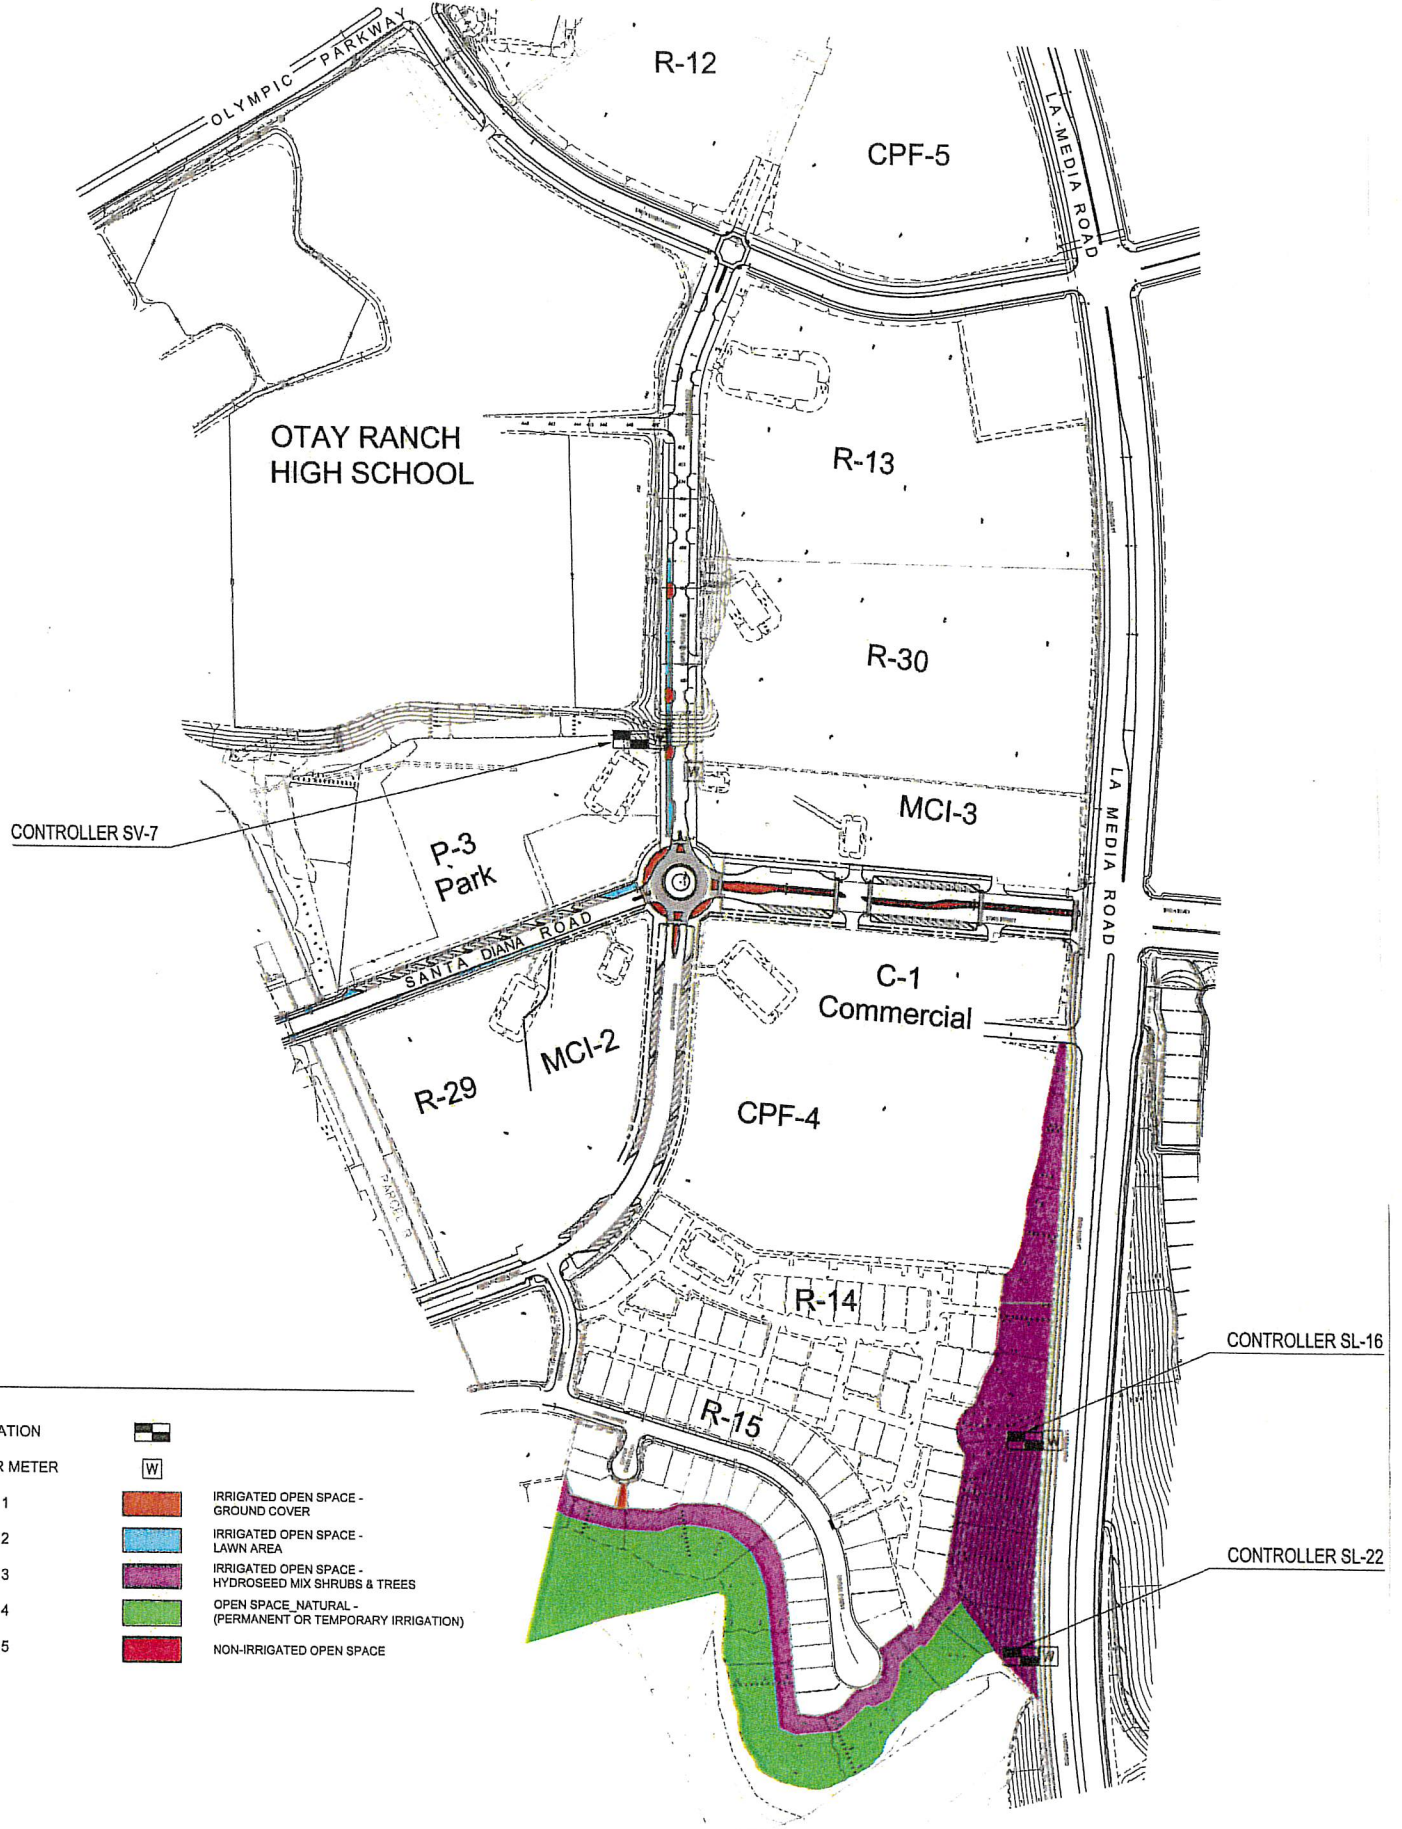 OLYMPIC PARKWAY
R-12
CPF-5
LA MEDIA ROAD
OTAY RANCH
HIGH SCHOOL
R-13
R-30
W
CONTROLLER SV-7
MCI-3
P-3
Park
LA MEDIA ROAD
SANTA DIANA ROAD
C-1
Commercial
MCI-2
R-29
CPF-4
R-14
CONTROLLER SL-16
R-15
W
CONTROLLER SL-22
W
ATION
R METER
W
1
IRRIGATED OPEN SPACE -
GROUND COVER
2
IRRIGATED OPEN SPACE -
LAWN AREA
3
IRRIGATED OPEN SPACE -
HYDROSEED MIX SHRUBS & TREES
4
OPEN SPACE NATURAL -
(PERMANENT OR TEMPORARY IRRIGATION)
5
NON-IRRIGATED OPEN SPACE